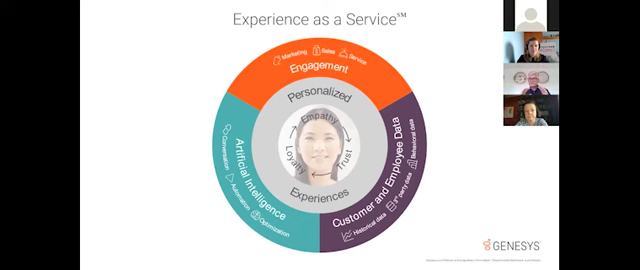 Experience as a Service℠
Marketing
Sales
Service
Engagement
Personalized
Empathy
Trust
Loyalty
Experiences
Artificial Intelligence
Conversation
Automation
Optimization
Customer and Employee Data
Historical data
3rd party data
Behavioral data
GENESYS